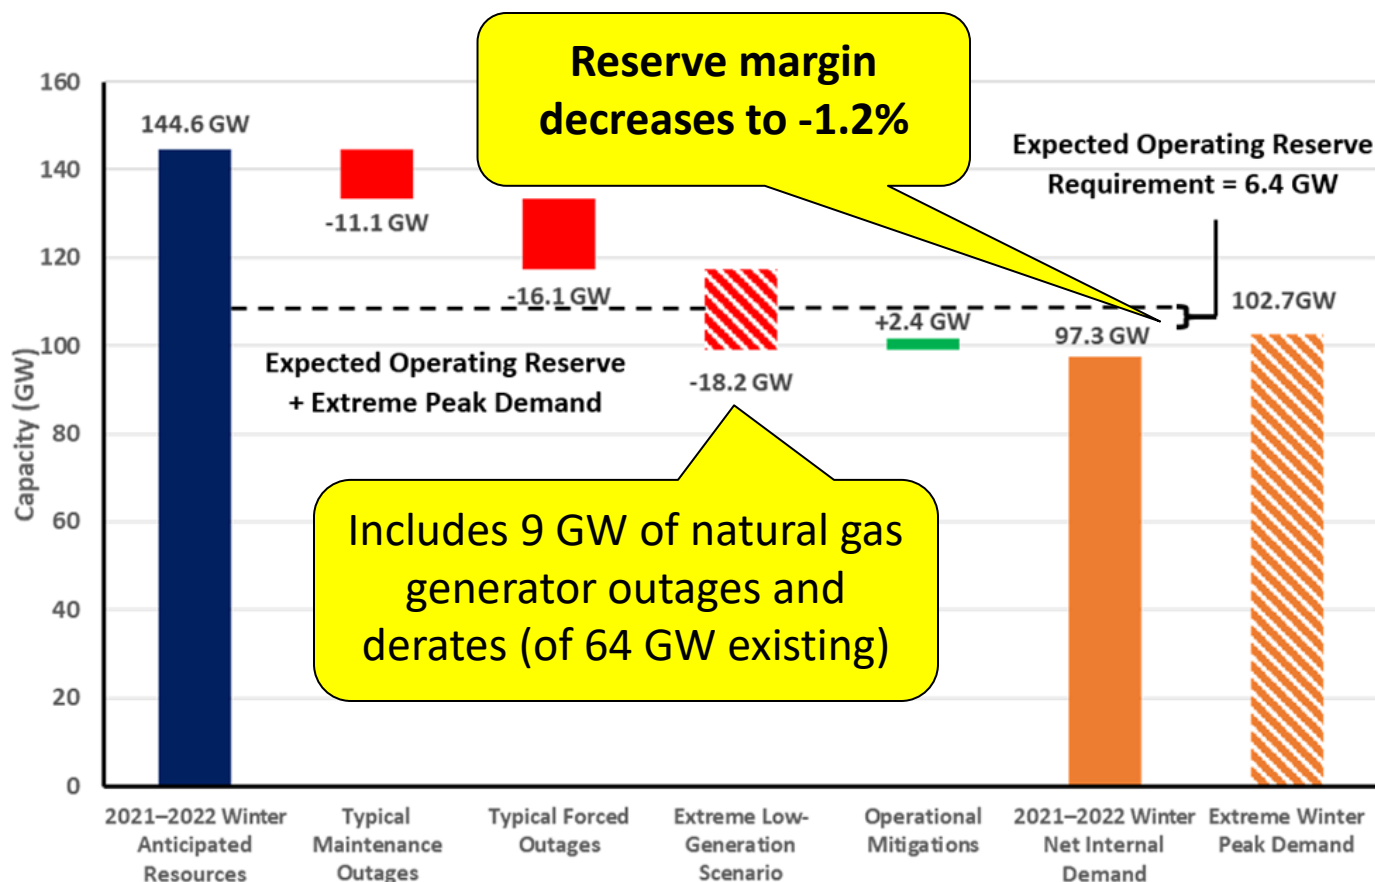 Reserve margin
decreases to -1.2%
160
140
120
100
80
60
40
20
0
Capacity (GW)
144.6 GW
-11.1 GW
-16.1 GW
-18.2 GW
+2.4 GW
97.3 GW
102.7GW
Expected Operating Reserve
Requirement = 6.4 GW
Expected Operating Reserve
+ Extreme Peak Demand
Includes 9 GW of natural gas
generator outages and
derates (of 64 GW existing)
2021–2022 Winter
Anticipated
Resources
Typical
Maintenance
Outages
Typical Forced
Outages
Extreme Low-
Generation
Scenario
Operational
Mitigations
2021–2022 Winter
Net Internal
Demand
Extreme Winter
Peak Demand